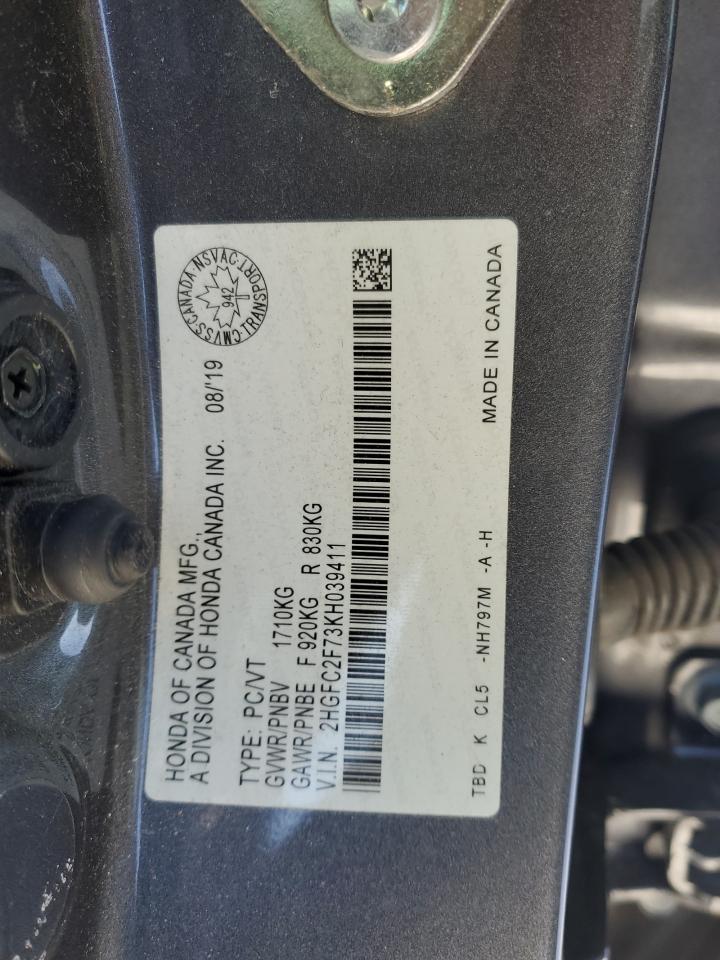 HONDA OF CANADA MFG.,
A DIVISION OF HONDA CANADA INC. 08/'19
CMVSS·CANADA·NSVAC·TRANSPORT
942
TYPE: PC/VT
GVWR/PNBV 1710KG
GAWR/PNBE F 920KG R 830KG
V.I.N. 2HGFC2F73KH039411
TBD K CL5 -NH797M -A -H MADE IN CANADA